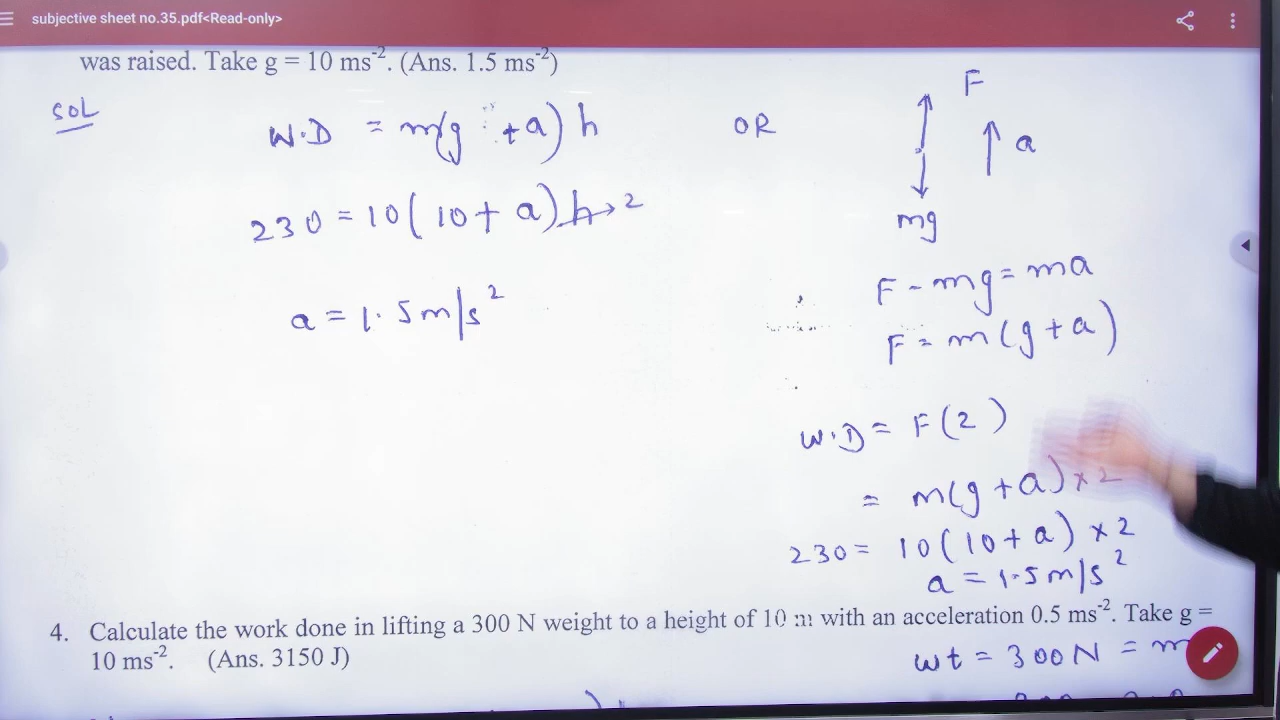 subjective sheet no.35.pdf<Read-only>
was raised. Take g = 10 ms⁻². (Ans. 1.5 ms⁻²)
SOL
W.D = m(g + a) h
230 = 10(10 + a) h → 2
a = 1.5 m/s²
OR
F
a
mg
F - mg = ma
F = m(g + a)
W.D = F(2)
= m(g + a) × 2
230 = 10(10 + a) × 2
a = 1.5 m/s²
4. Calculate the work done in lifting a 300 N weight to a height of 10 m with an acceleration 0.5 ms⁻². Take g =
10 ms⁻². (Ans. 3150 J)
wt = 300 N = m